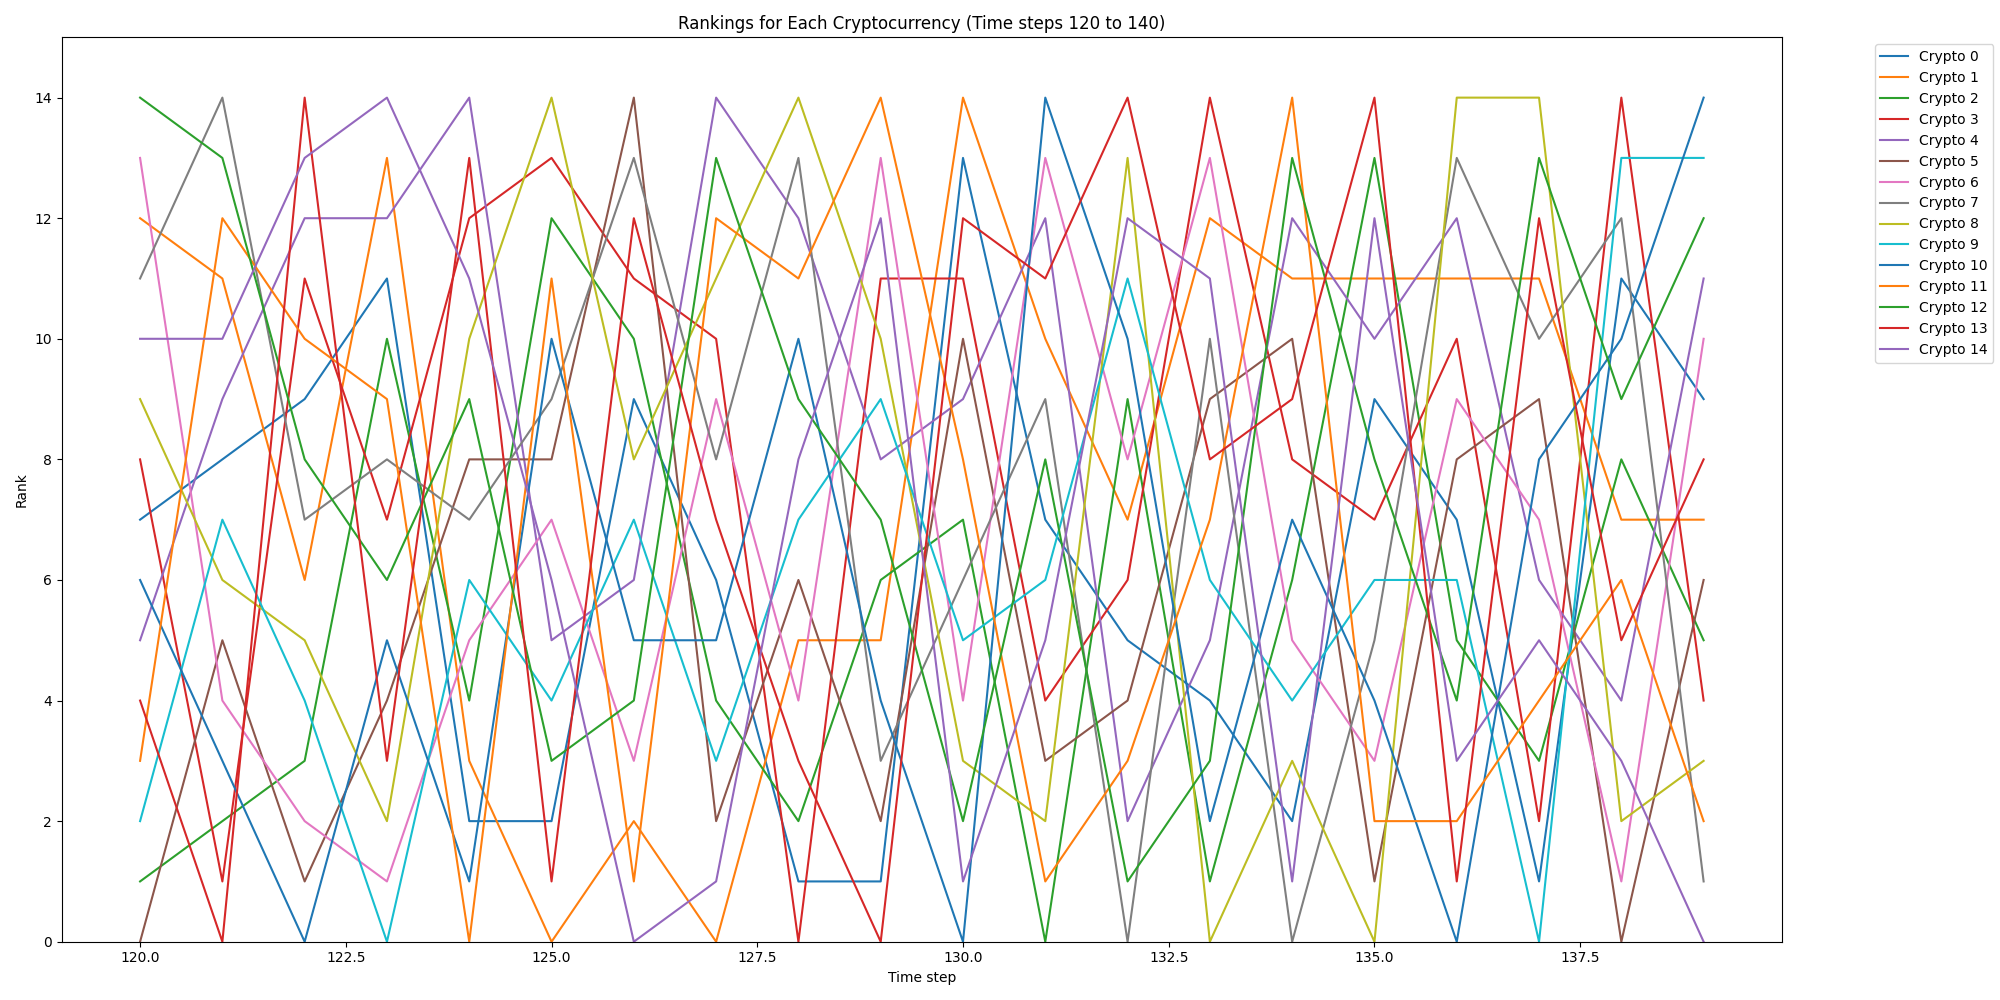 Rankings for Each Cryptocurrency (Time steps 120 to 140)
Rank
14
12
10
8
6
4
2
0
120.0 122.5 125.0 127.5 130.0 132.5 135.0 137.5
Time step
Crypto 0
Crypto 1
Crypto 2
Crypto 3
Crypto 4
Crypto 5
Crypto 6
Crypto 7
Crypto 8
Crypto 9
Crypto 10
Crypto 11
Crypto 12
Crypto 13
Crypto 14